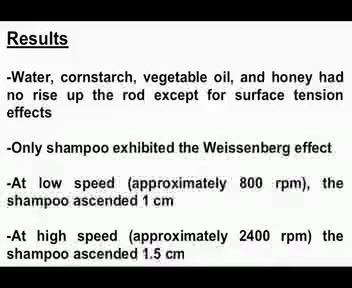 Results
-Water, cornstarch, vegetable oil, and honey had
no rise up the rod except for surface tension
effects
-Only shampoo exhibited the Weissenberg effect
-At low speed (approximately 800 rpm), the
shampoo ascended 1 cm
-At high speed (approximately 2400 rpm) the
shampoo ascended 1.5 cm